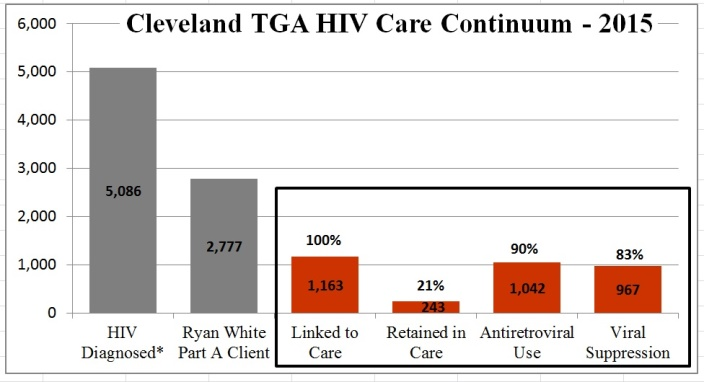 Cleveland TGA HIV Care Continuum - 2015
6,000
5,000
4,000
3,000
2,000
1,000
0
5,086
2,777
100%
1,163
21%
243
90%
1,042
83%
967
HIV
Diagnosed*
Ryan White
Part A Client
Linked to
Care
Retained in
Care
Antiretroviral
Use
Viral
Suppression